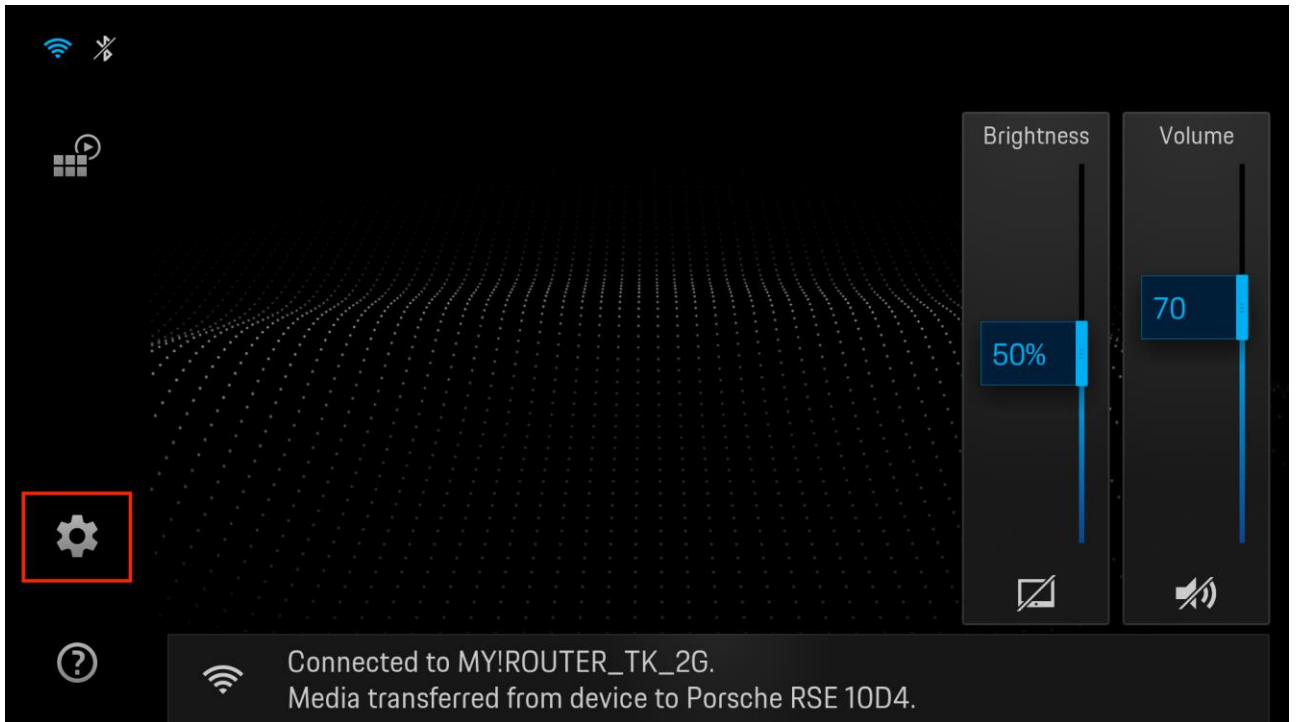 Brightness
Volume
70
50%
Connected to MY!ROUTER_TK_2G.
Media transferred from device to Porsche RSE 10D4.